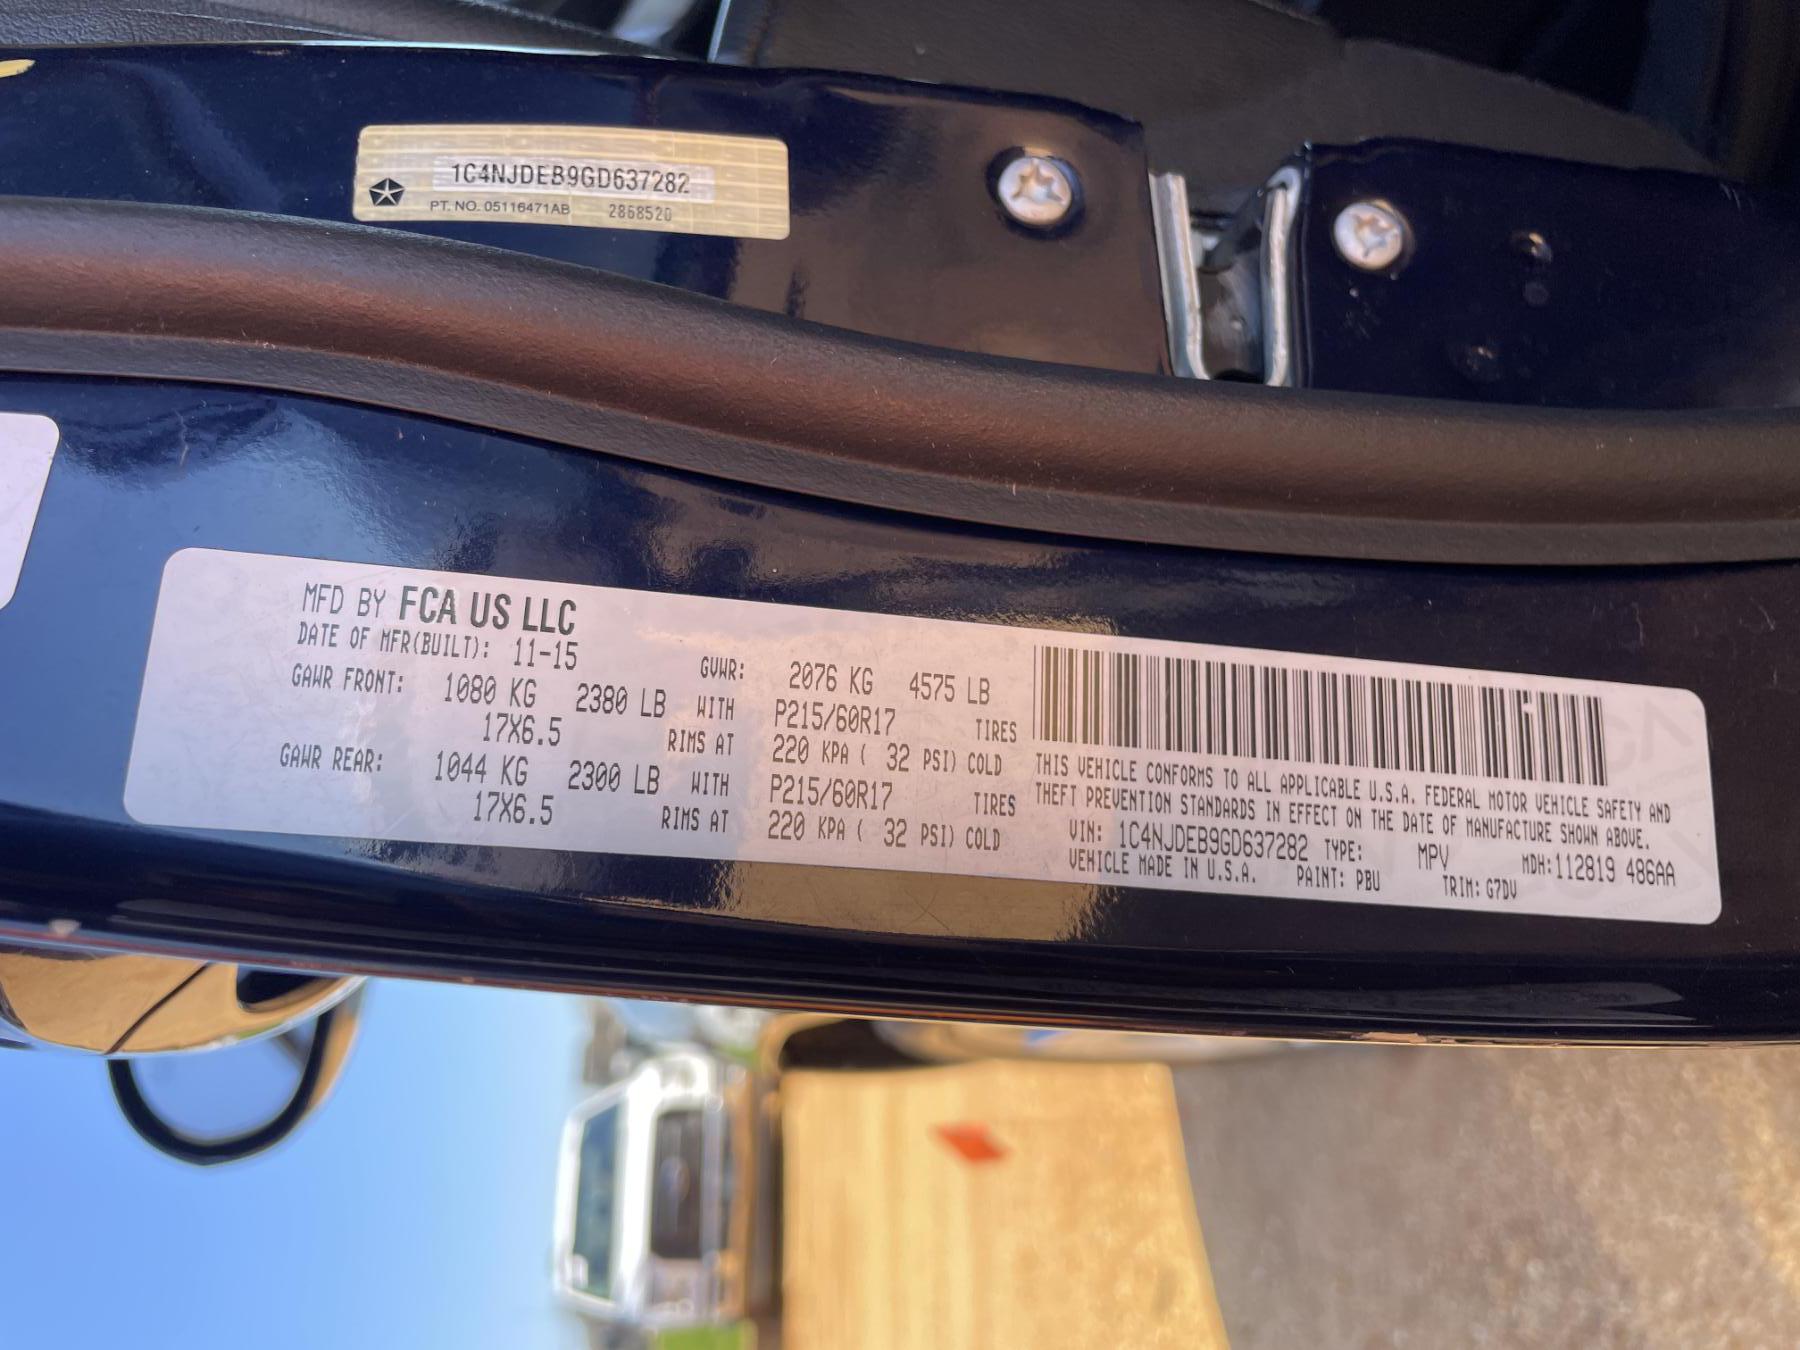 1C4NJDEB9GD637282
PT. NO. 05116471AB 2868520
MFD BY FCA US LLC
DATE OF MFR(BUILT): 11-15 GVWR: 2076 KG 4575 LB
GAWR FRONT: 1080 KG 2380 LB WITH P215/60R17 TIRES
17X6.5 RIMS AT 220 KPA ( 32 PSI) COLD
GAWR REAR: 1044 KG 2300 LB WITH P215/60R17 TIRES
17X6.5 RIMS AT 220 KPA ( 32 PSI) COLD
THIS VEHICLE CONFORMS TO ALL APPLICABLE U.S.A. FEDERAL MOTOR VEHICLE SAFETY AND
THEFT PREVENTION STANDARDS IN EFFECT ON THE DATE OF MANUFACTURE SHOWN ABOVE.
VIN: 1C4NJDEB9GD637282 TYPE: MPV MDH:112819 486AA
VEHICLE MADE IN U.S.A. PAINT: PBU TRIM: G7DV